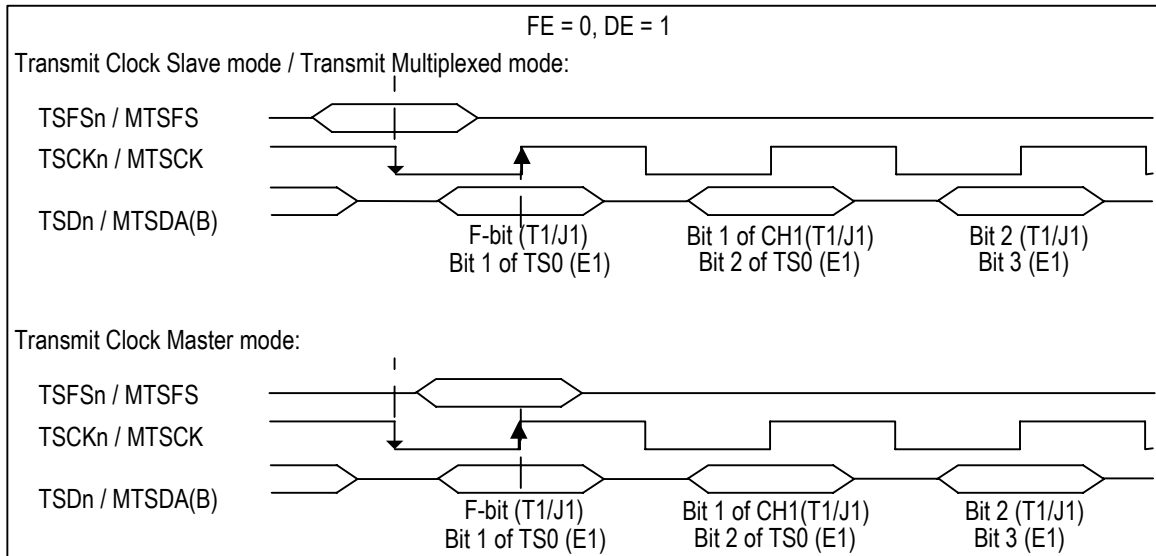 FE = 0, DE = 1
Transmit Clock Slave mode / Transmit Multiplexed mode:
TSFSn / MTSFS
TSCKn / MTSCK
TSDn / MTSDA(B)
F-bit (T1/J1)
Bit 1 of TS0 (E1)
Bit 1 of CH1(T1/J1)
Bit 2 of TS0 (E1)
Bit 2 (T1/J1)
Bit 3 (E1)
Transmit Clock Master mode:
TSFSn / MTSFS
TSCKn / MTSCK
TSDn / MTSDA(B)
F-bit (T1/J1)
Bit 1 of TS0 (E1)
Bit 1 of CH1(T1/J1)
Bit 2 of TS0 (E1)
Bit 2 (T1/J1)
Bit 3 (E1)